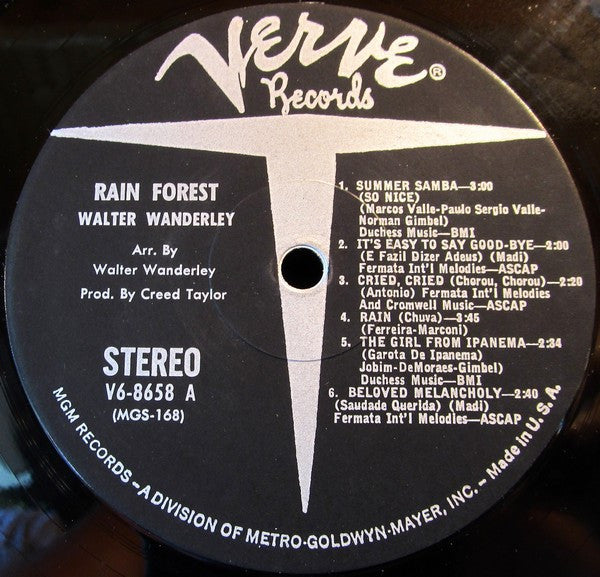 VERVE®
Records
RAIN FOREST
WALTER WANDERLEY
Arr. By
Walter Wanderley
Prod. By Creed Taylor
STEREO
V6-8658 A
(MGS-168)
1. SUMMER SAMBA—3:00
(SO NICE)
(Marcos Valle-Paulo Sergio Valle-
Norman Gimbel)
Duchess Music—BMI
2. IT'S EASY TO SAY GOOD-BYE—2:00
(E Fazil Dizer Adeus) (Madi)
Fermata Int'l Melodies—ASCAP
3. CRIED, CRIED (Chorou, Chorou)—2:20
(Antonio) Fermata Int'l Melodies
And Cromwell Music—ASCAP
4. RAIN (Chuva)—3:45
(Ferreira-Marconi)
5. THE GIRL FROM IPANEMA—2:34
(Garota De Ipanema)
Jobim-DeMoraes-Gimbel)
Duchess Music—BMI
6. BELOVED MELANCHOLY—2:40
(Saudade Querida) (Madi)
Fermata Int'l Melodies—ASCAP
MGM RECORDS—A DIVISION OF METRO-GOLDWYN-MAYER, INC.—Made in U.S.A.